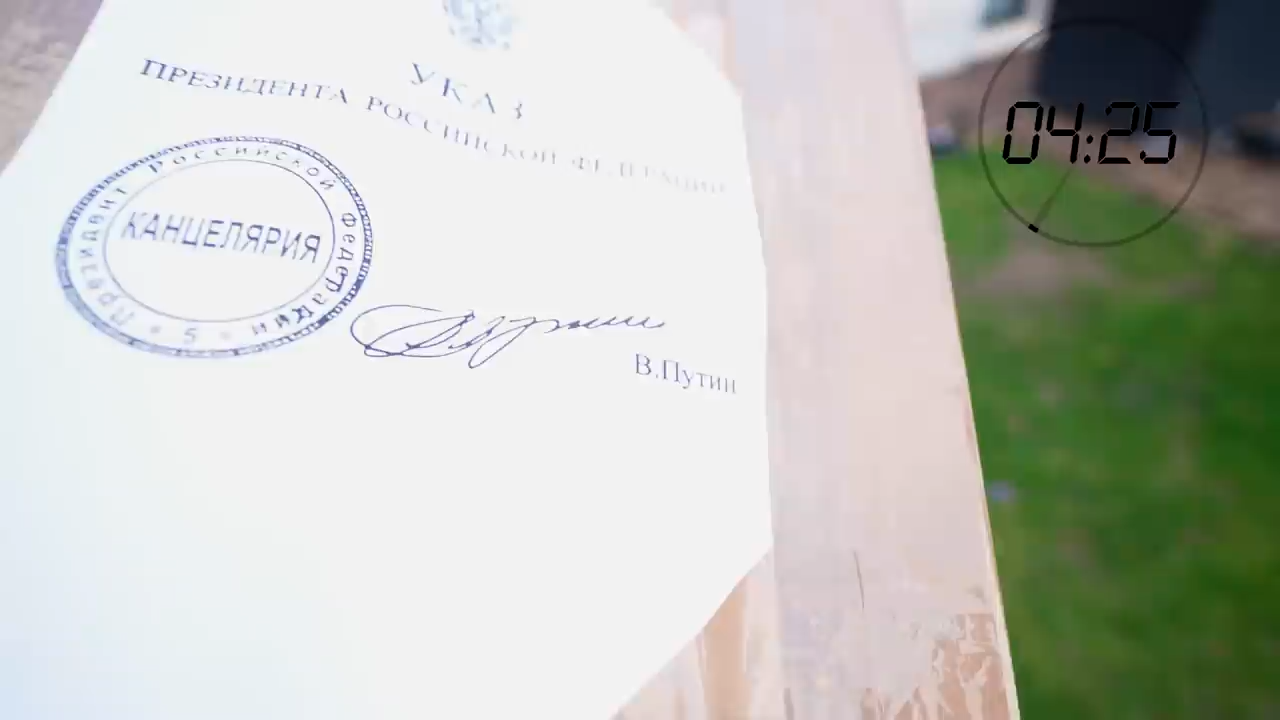 УКАЗ
ПРЕЗИДЕНТА РОССИЙСКОЙ ФЕДЕРАЦИИ
Президент Российской Федерации
КАНЦЕЛЯРИЯ
* 5 *
В.Путин
04:25